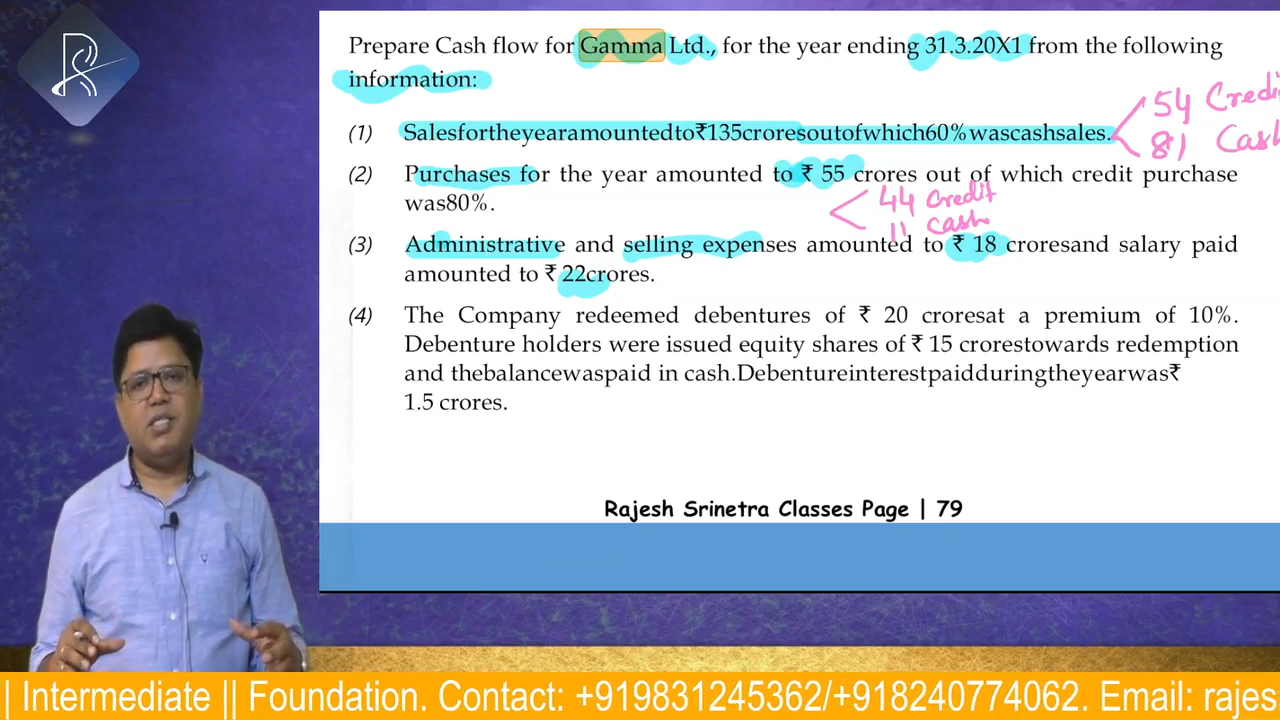 RS
Prepare Cash flow for Gamma Ltd., for the year ending 31.3.20X1 from the following
information:
(1) Salesfortheyearamountedto₹135croresoutofwhich60%wascashsales.
54 Credi
81 Cash
(2) Purchases for the year amounted to ₹ 55 crores out of which credit purchase
was80%.
44 credit
11 cash
(3) Administrative and selling expenses amounted to ₹ 18 croresand salary paid
amounted to ₹ 22crores.
(4) The Company redeemed debentures of ₹ 20 croresat a premium of 10%.
Debenture holders were issued equity shares of ₹ 15 crorestowards redemption
and thebalancewaspaid in cash.Debentureinterestpaidduringtheyearwas₹
1.5 crores.
Rajesh Srinetra Classes Page | 79
| Intermediate || Foundation. Contact: +919831245362/+918240774062. Email: rajes